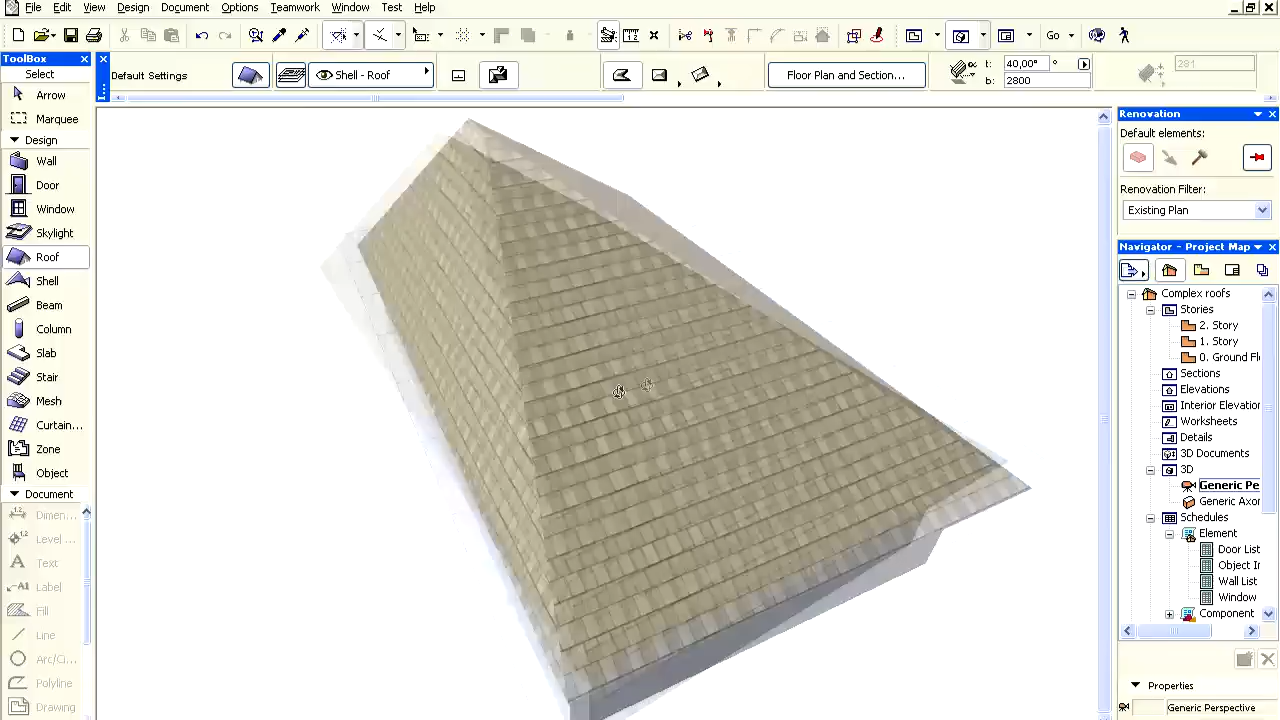 File Edit View Design Document Options Teamwork Window Test Help
Go
ToolBox
Select
Arrow
Marquee
Design
Wall
Door
Window
Skylight
Roof
Shell
Beam
Column
Slab
Stair
Mesh
Curtain...
Zone
Object
Document
Dimen...
Level ...
Text
Label
Fill
Line
Arc/Ci...
Polyline
Drawing
Default Settings
Shell - Roof
Floor Plan and Section...
t: 40,00° °
b: 2800
281
Renovation
Default elements:
Renovation Filter:
Existing Plan
Navigator - Project Map
Complex roofs
Stories
2. Story
1. Story
0. Ground Fl
Sections
Elevations
Interior Elevation
Worksheets
Details
3D Documents
3D
Generic Pe
Generic Axor
Schedules
Element
Door List
Object I
Wall List
Window
Component
Properties
Generic Perspective